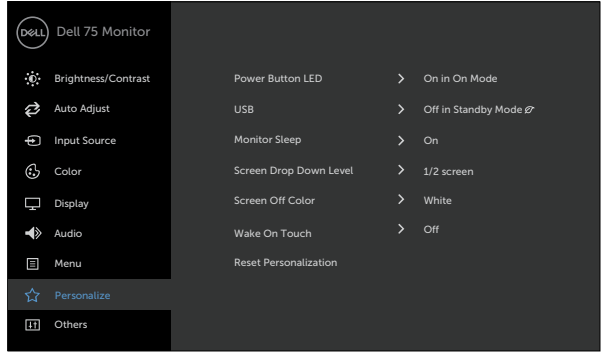 DELL Dell 75 Monitor
Brightness/Contrast Power Button LED On in On Mode
Auto Adjust USB Off in Standby Mode
Input Source Monitor Sleep On
Color Screen Drop Down Level 1/2 screen
Display Screen Off Color White
Audio Wake On Touch Off
Menu Reset Personalization
Personalize
Others